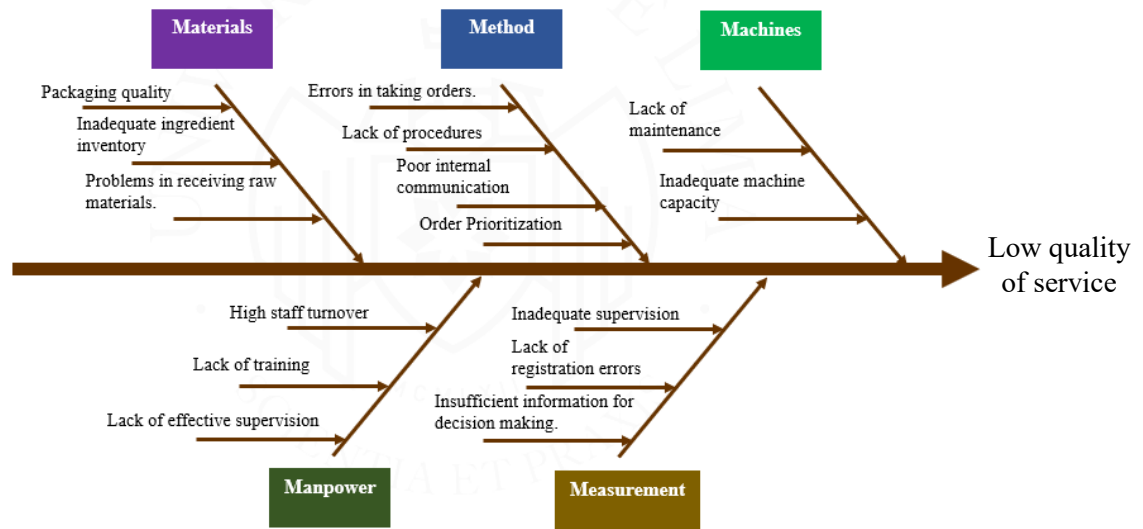 Materials
Packaging quality
Inadequate ingredient
inventory
Problems in receiving raw
materials.
Method
Errors in taking orders.
Lack of procedures
Poor internal
communication
Order Prioritization
Machines
Lack of
maintenance
Inadequate machine
capacity
Low quality
of service
High staff turnover
Lack of training
Lack of effective supervision
Manpower
Inadequate supervision
Lack of
registration errors
Insufficient information for
decision making.
Measurement
ET PRA